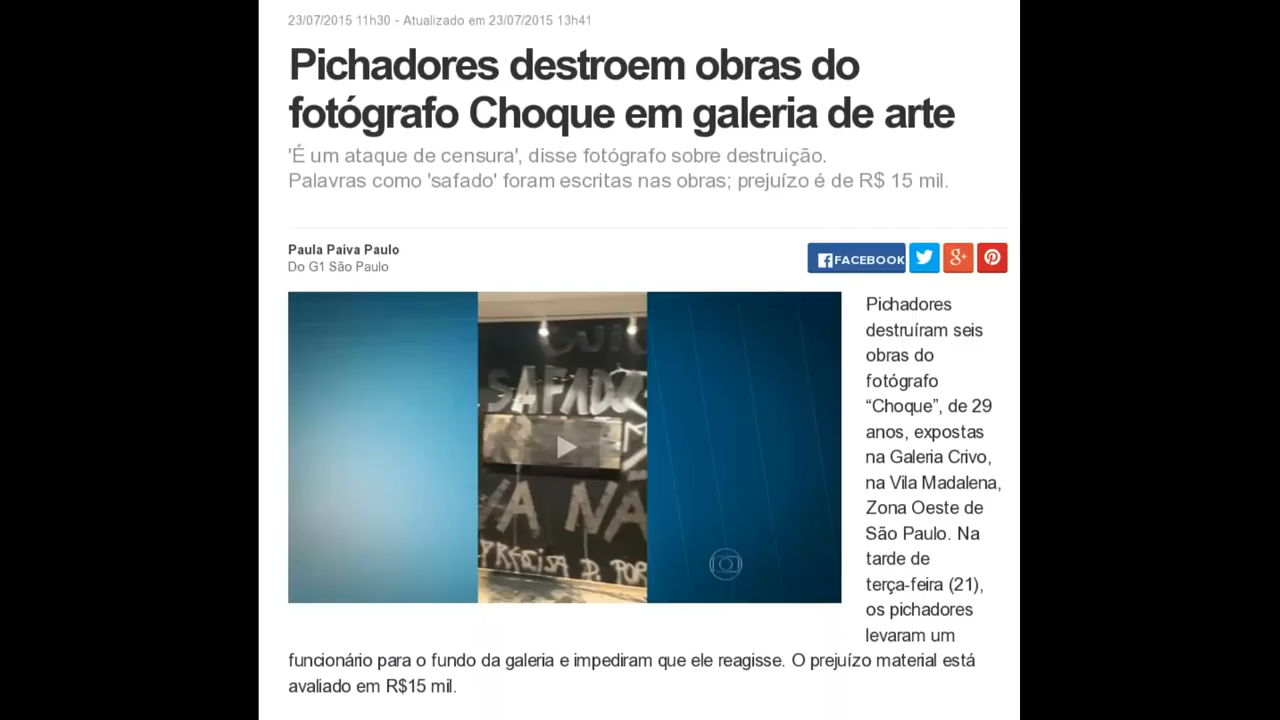 23/07/2015 11h30 - Atualizado em 23/07/2015 13h41
Pichadores destroem obras do
fotógrafo Choque em galeria de arte
'É um ataque de censura', disse fotógrafo sobre destruição.
Palavras como 'safado' foram escritas nas obras; prejuízo é de R$ 15 mil.
Paula Paiva Paulo
Do G1 São Paulo
FACEBOOK
g+
SAFADO
NÃ
PRECISA D. POR
Pichadores
destruíram seis
obras do
fotógrafo
“Choque”, de 29
anos, expostas
na Galeria Crivo,
na Vila Madalena,
Zona Oeste de
São Paulo. Na
tarde de
terça-feira (21),
os pichadores
levaram um
funcionário para o fundo da galeria e impediram que ele reagisse. O prejuízo material está
avaliado em R$15 mil.